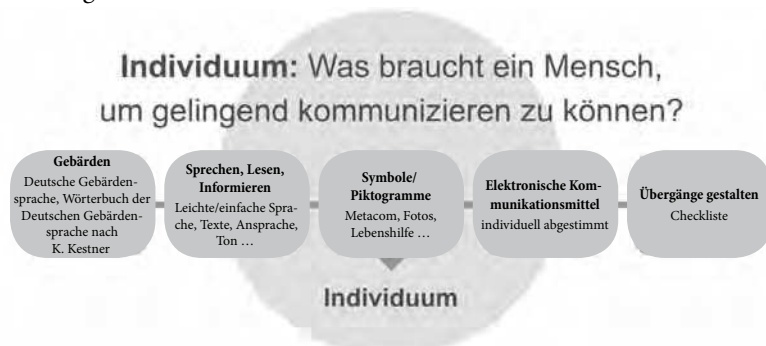 Individuum: Was braucht ein Mensch,
um gelingend kommunizieren zu können?
Gebärden
Deutsche Gebärden-
sprache, Wörterbuch der
Deutschen Gebärden-
sprache nach
K. Kestner
Sprechen, Lesen,
Informieren
Leichte/einfache Spra-
che, Texte, Ansprache,
Ton …
Symbole/
Piktogramme
Metacom, Fotos,
Lebenshilfe …
Elektronische Kom-
munikationsmittel
individuell abgestimmt
Übergänge gestalten
Checkliste
Individuum